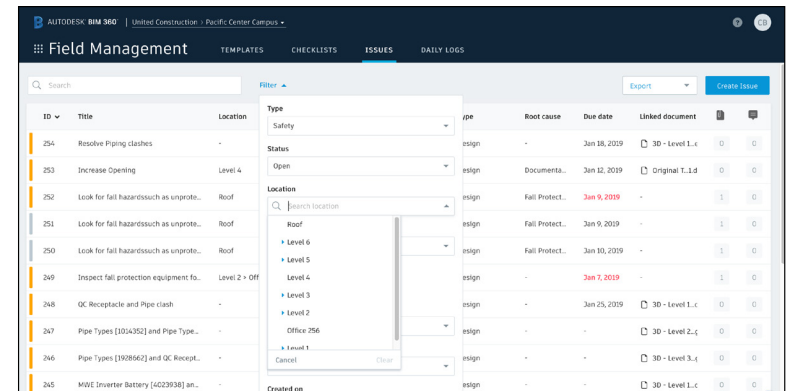 AUTODESK® BIM 360° | United Construction > Pacific Center Campus
CB
Field Management TEMPLATES CHECKLISTS ISSUES DAILY LOGS
Search Filter Export Create Issue
ID Title Location ype Root cause Due date Linked document
Type
Safety
Status
Open
Location
Search location
Roof
Level 6
Level 5
Level 4
Level 3
Level 2
Office 256
Level 1
Cancel Clear
Created on
254 Resolve Piping clashes - esign - Jan 18, 2019 3D - Level 1...c 0 0
253 Increase Opening Level 4 esign Documenta... Jan 12, 2019 Original T...1.d 0 0
252 Look for fall hazardssuch as unprote... Roof esign Fall Protect... Jan 9, 2019 - 1 0
251 Look for fall hazardssuch as unprote... Roof esign Fall Protect... Jan 9, 2019 - 1 0
250 Look for fall hazardssuch as unprote... Roof esign Fall Protect... Jan 10, 2019 - 1 0
249 Inspect fall protection equipment fo... Level 2 > Off esign - Jan 7, 2019 - 1 0
248 QC Receptacle and Pipe clash - esign - Jan 25, 2019 3D - Level 1...c 0 0
247 Pipe Types [1014352] and Pipe Type... - esign - - 3D - Level 2...c 0 0
246 Pipe Types [1928662] and QC Recept... - esign - - 3D - Level 3...c 0 0
245 MWE Inverter Battery [4023938] an... - esign - - 3D - Level 1...c 0 0